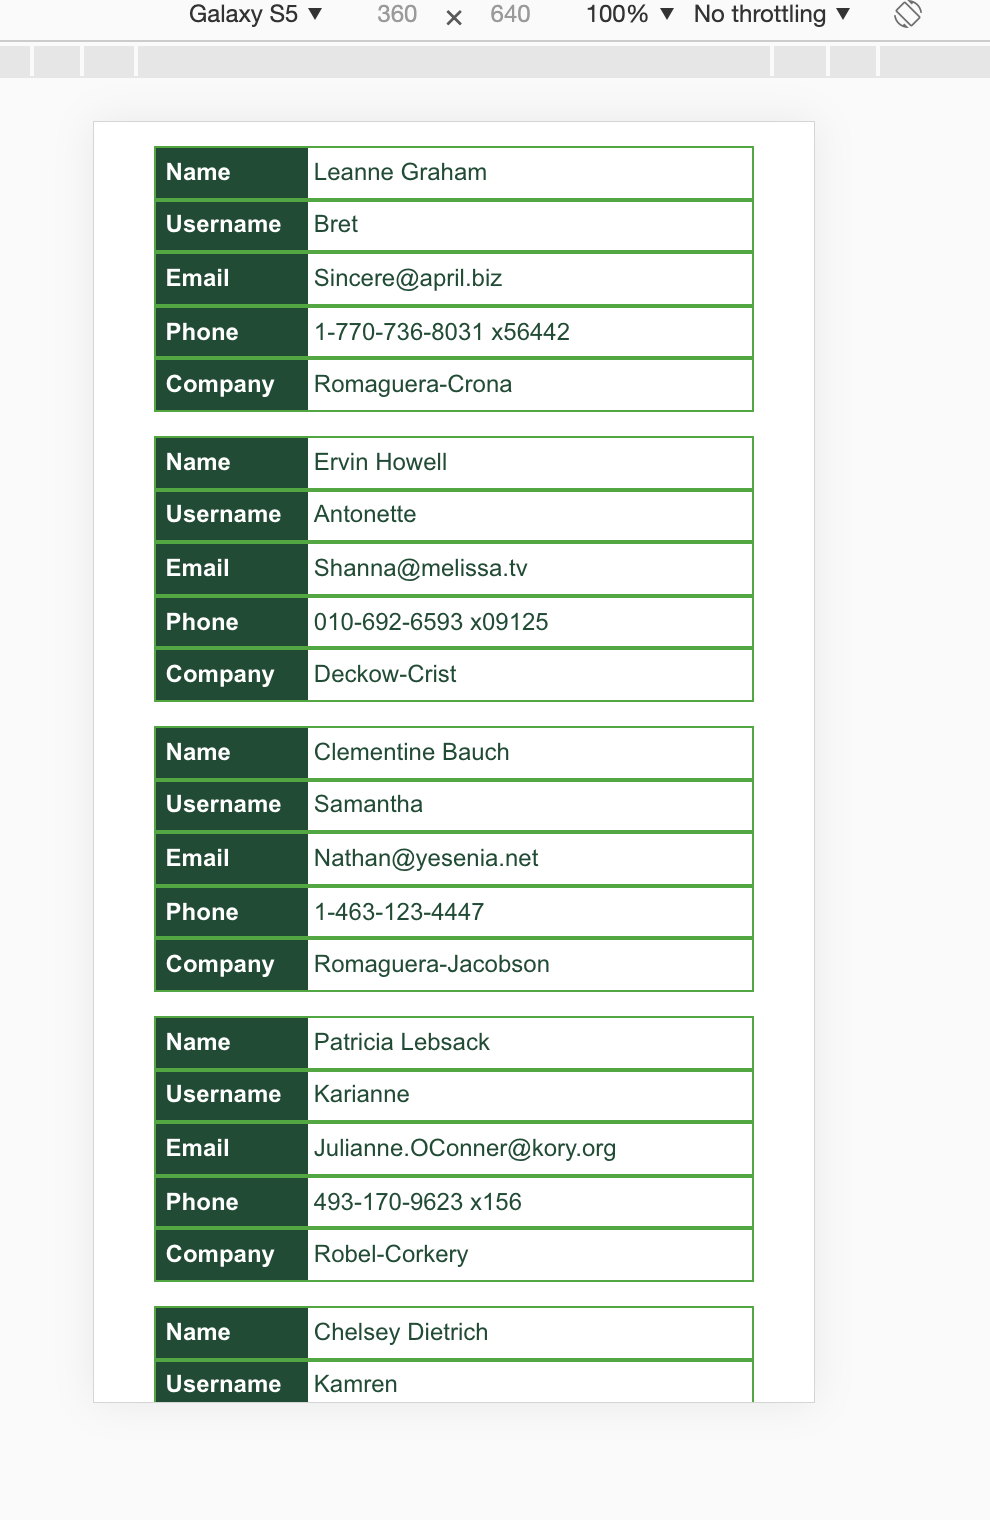 Galaxy S5 ▼ 360 × 640 100% ▼ No throttling ▼
Name Leanne Graham
Username Bret
Email Sincere@april.biz
Phone 1-770-736-8031 x56442
Company Romaguera-Crona
Name Ervin Howell
Username Antonette
Email Shanna@melissa.tv
Phone 010-692-6593 x09125
Company Deckow-Crist
Name Clementine Bauch
Username Samantha
Email Nathan@yesenia.net
Phone 1-463-123-4447
Company Romaguera-Jacobson
Name Patricia Lebsack
Username Karianne
Email Julianne.OConner@kory.org
Phone 493-170-9623 x156
Company Robel-Corkery
Name Chelsey Dietrich
Username Kamren